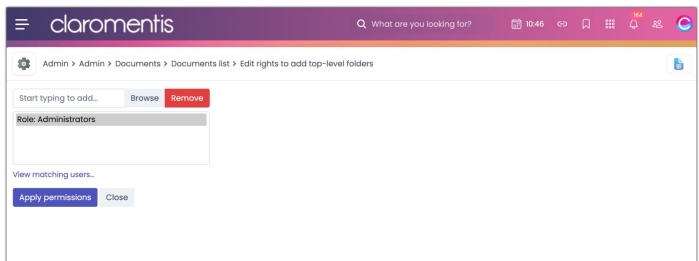 claromentis
What are you looking for?
10:46
164
Admin > Admin > Documents > Documents list > Edit rights to add top-level folders
Start typing to add... Browse Remove
Role: Administrators
View matching users...
Apply permissions Close